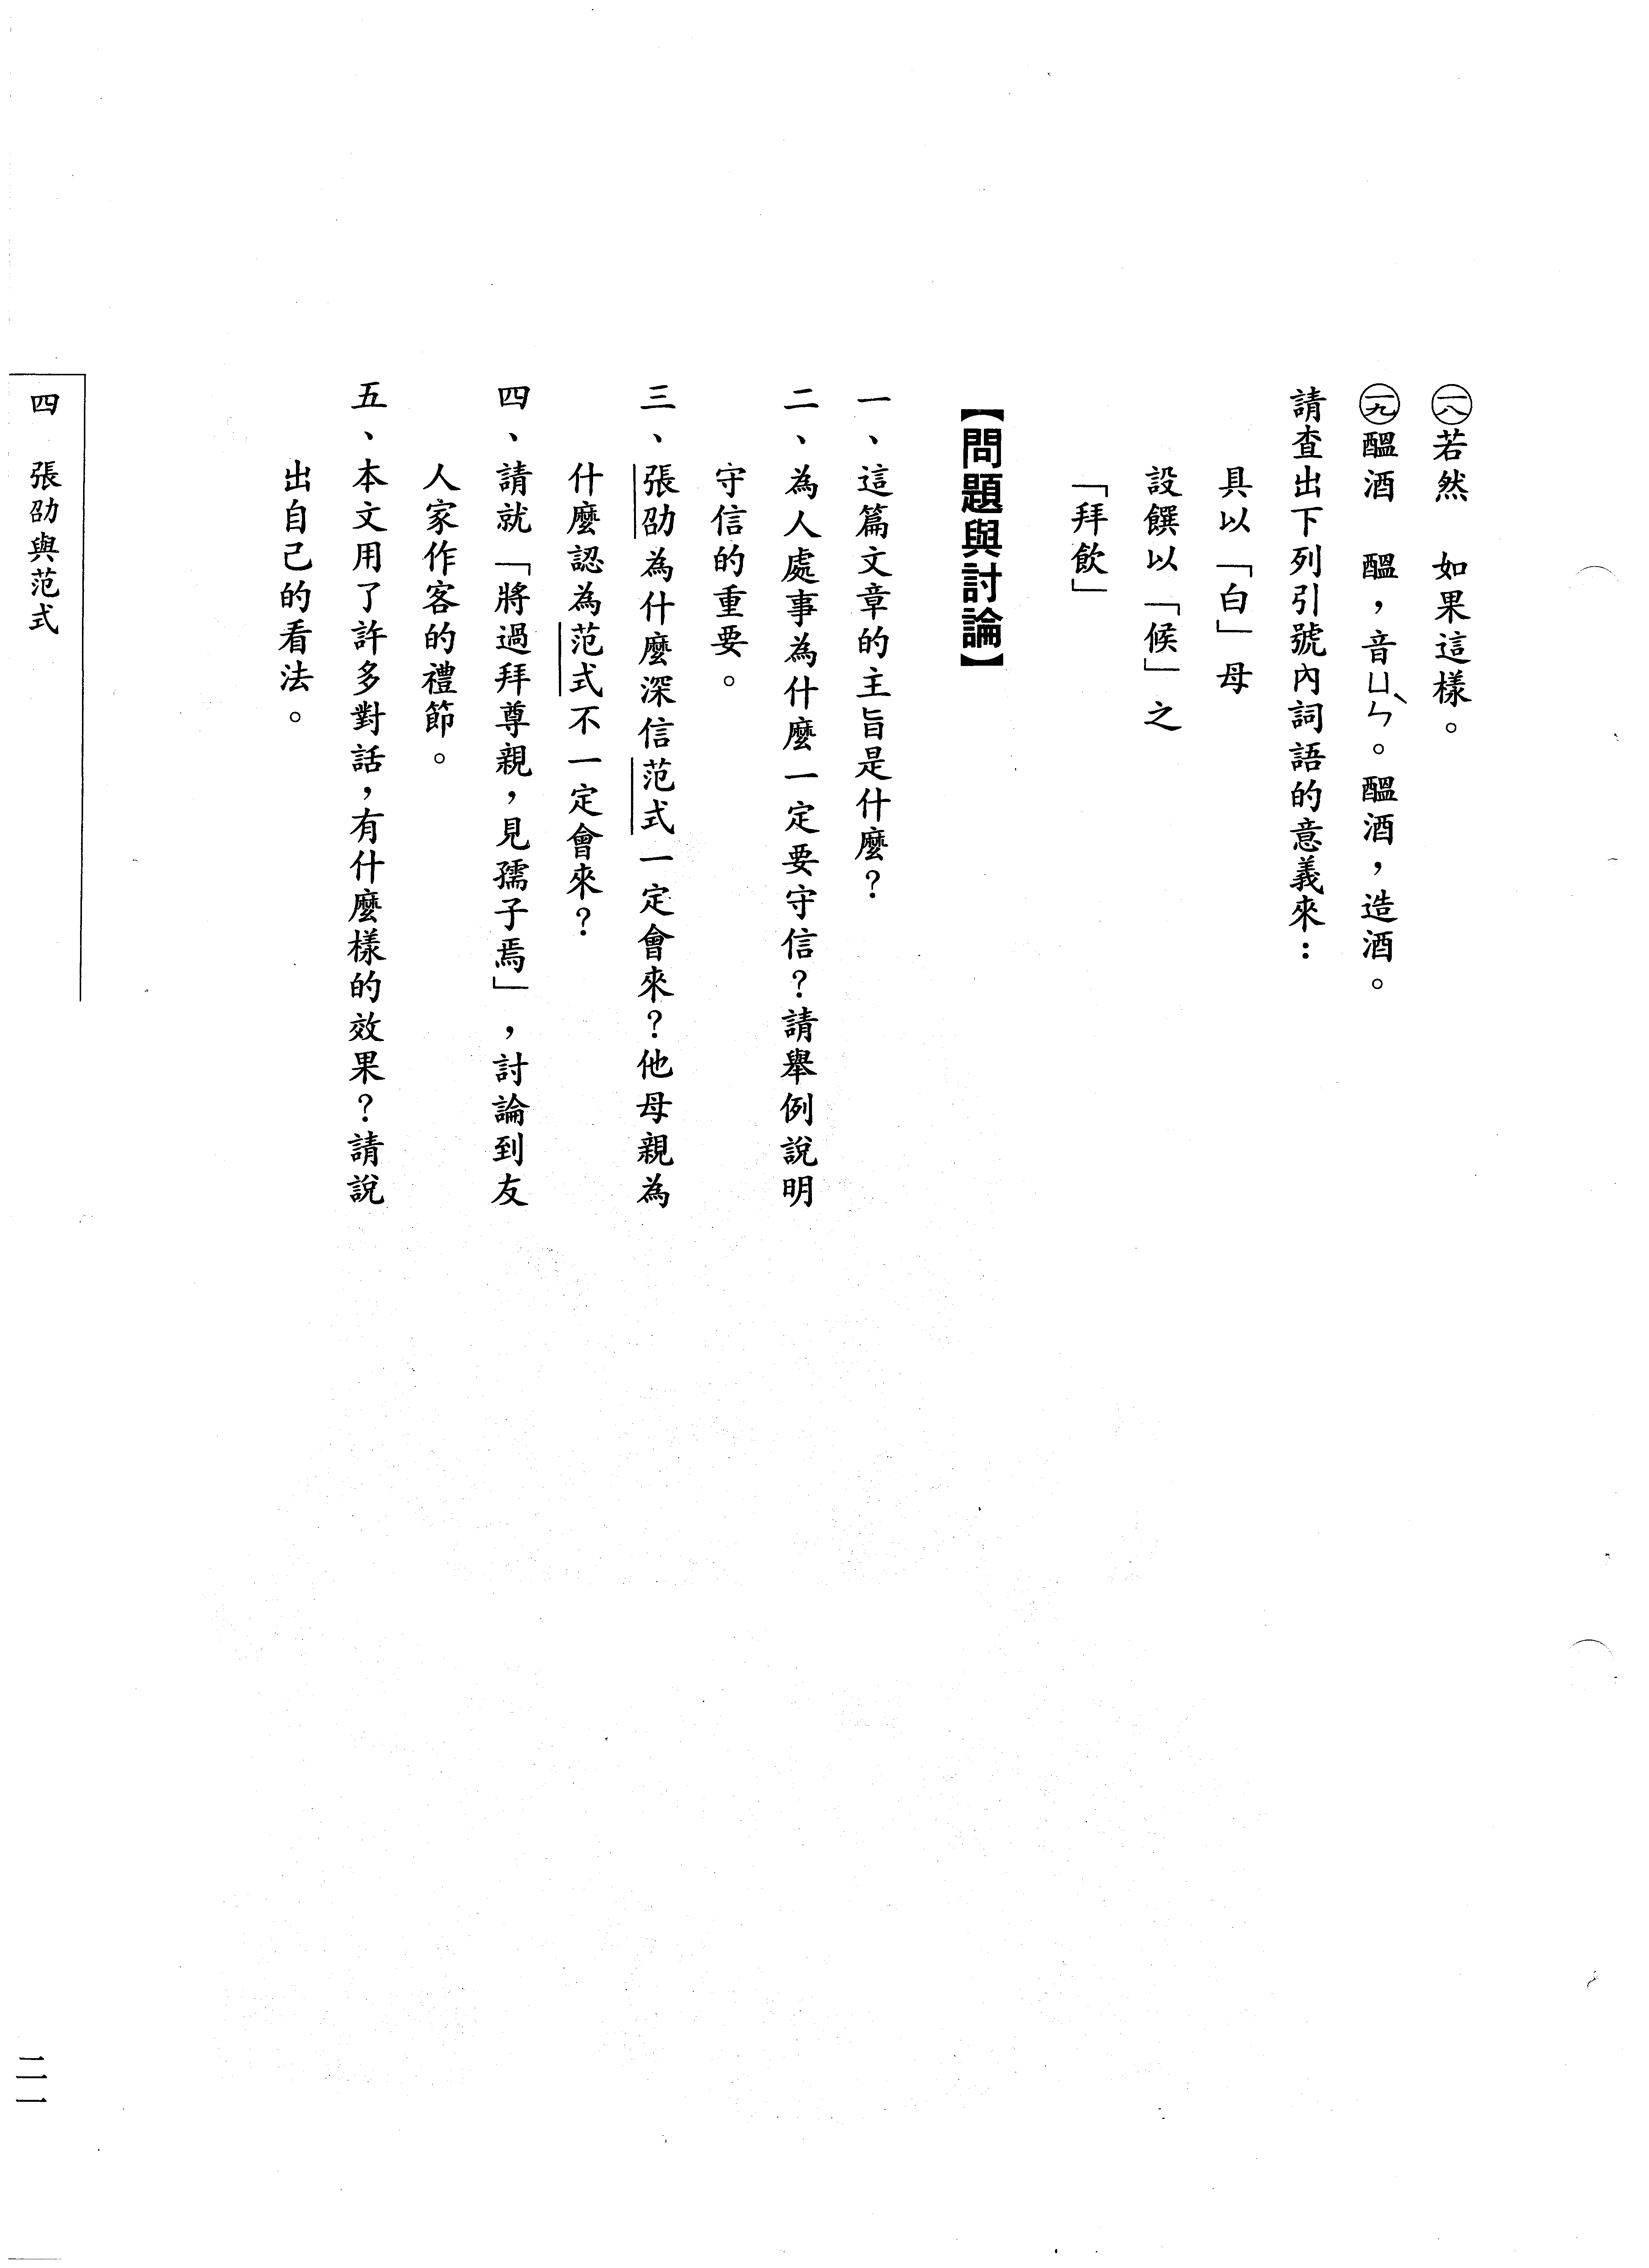 ㊀八若然　如果這樣。
㊀九醞酒　醞，音ㄩㄣˋ。醞酒，造酒。
請查出下列引號內詞語的意義來：
具以「白」母
設饌以「候」之
「拜飲」
【問題與討論】
一、這篇文章的主旨是什麼？
二、為人處事為什麼一定要守信？請舉例說明
守信的重要。
三、張劭為什麼深信范式一定會來？他母親為
什麼認為范式不一定會來？
四、請就「將過拜尊親，見孺子焉」，討論到友
人家作客的禮節。
五、本文用了許多對話，有什麼樣的效果？請說
出自己的看法。
四　張劭與范式
二一